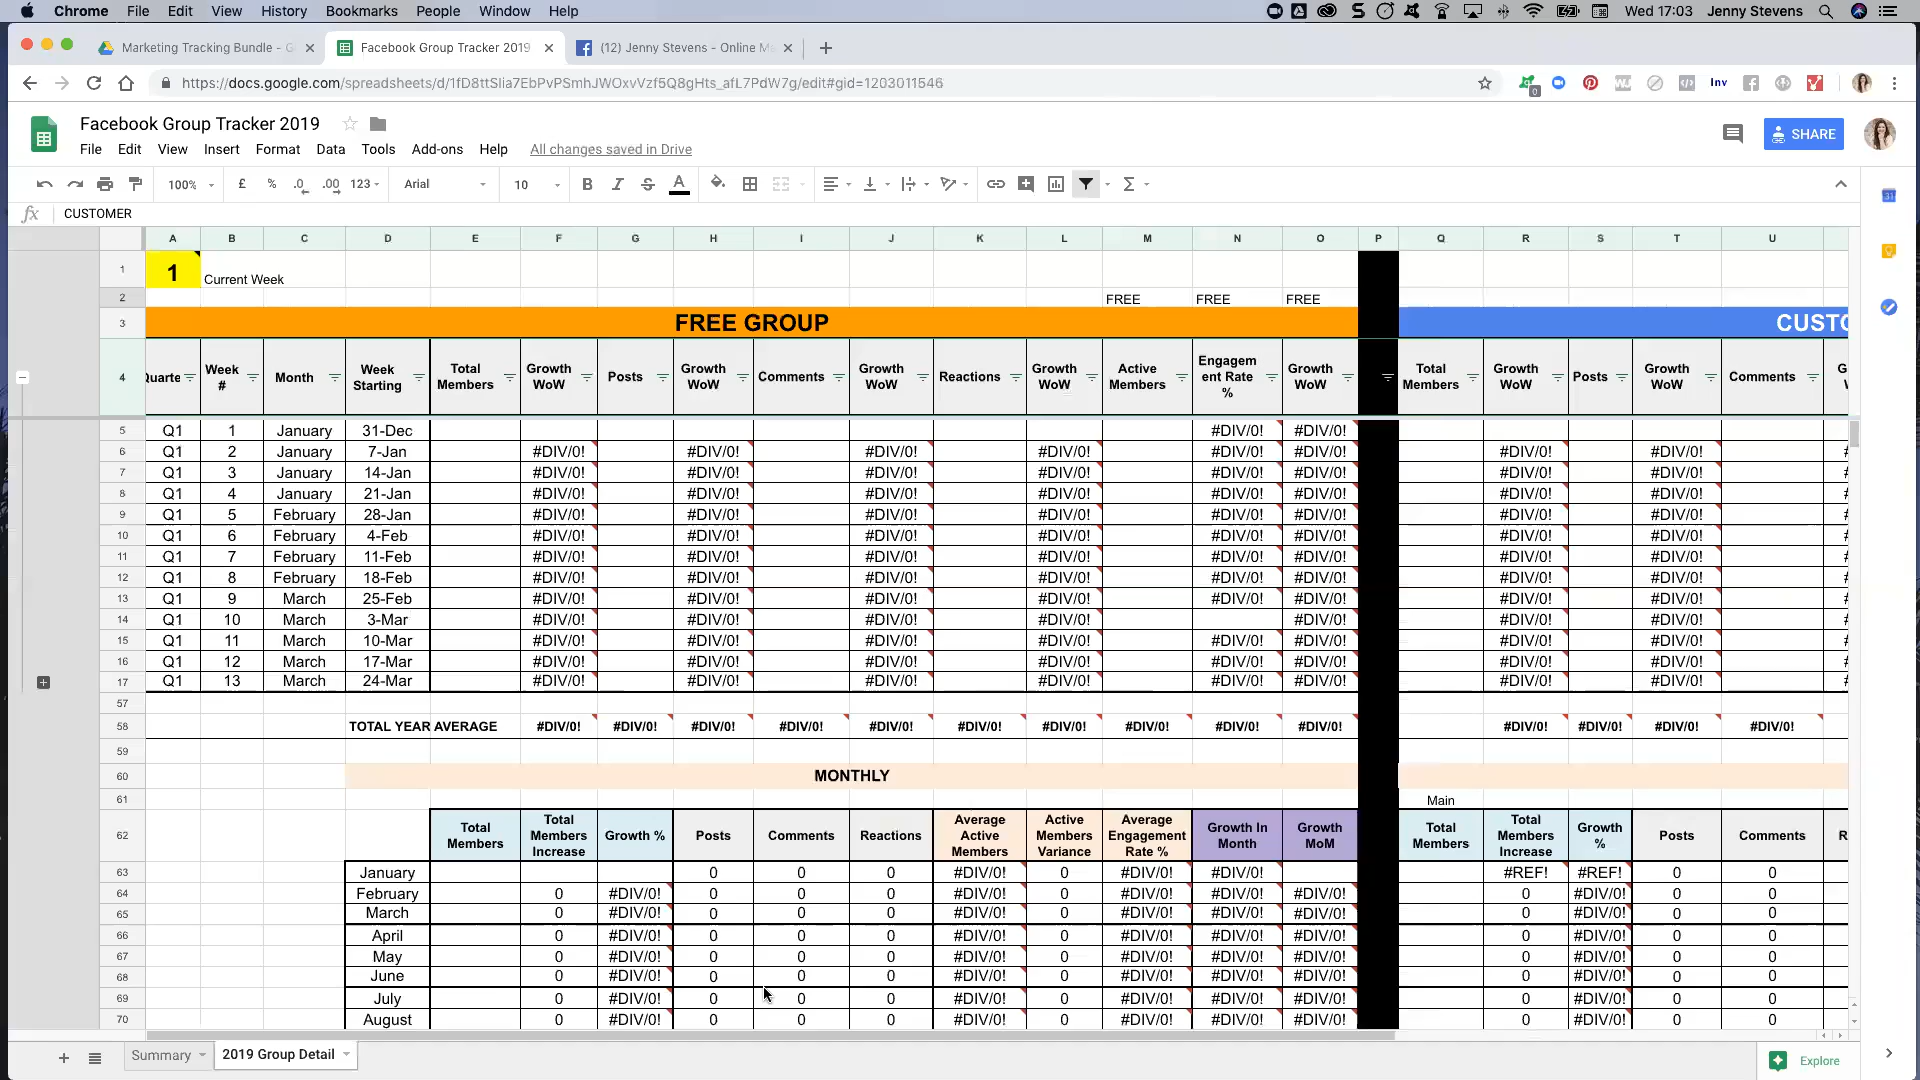 Chrome File Edit View History Bookmarks People Window Help Wed 17:03 Jenny Stevens
Marketing Tracking Bundle - G Facebook Group Tracker 2019 (12) Jenny Stevens - Online M
https://docs.google.com/spreadsheets/d/1fD8ttSlia7EbPvPSmhJWOxvVzf5Q8gHts_afL7PdW7g/edit#gid=1203011546 0 Inv
Facebook Group Tracker 2019 SHARE
File Edit View Insert Format Data Tools Add-ons Help All changes saved in Drive
100% £ % .0 .00 123 Arial 10 B I S A Σ
fx CUSTOMER 31
A B C D E F G H I J K L M N O P Q R S T U
1 1 Current Week
2 FREE FREE FREE
3 FREE GROUP CUSTO
4 Quarte Week # Month Week Starting Total Members Growth WoW Posts Growth WoW Comments Growth WoW Reactions Growth WoW Active Members Engagem ent Rate % Growth WoW Total Members Growth WoW Posts Growth WoW Comments
5 Q1 1 January 31-Dec #DIV/0! #DIV/0!
6 Q1 2 January 7-Jan #DIV/0! #DIV/0! #DIV/0! #DIV/0! #DIV/0! #DIV/0! #DIV/0! #DIV/0!
7 Q1 3 January 14-Jan #DIV/0! #DIV/0! #DIV/0! #DIV/0! #DIV/0! #DIV/0! #DIV/0! #DIV/0!
8 Q1 4 January 21-Jan #DIV/0! #DIV/0! #DIV/0! #DIV/0! #DIV/0! #DIV/0! #DIV/0! #DIV/0!
9 Q1 5 February 28-Jan #DIV/0! #DIV/0! #DIV/0! #DIV/0! #DIV/0! #DIV/0! #DIV/0! #DIV/0!
10 Q1 6 February 4-Feb #DIV/0! #DIV/0! #DIV/0! #DIV/0! #DIV/0! #DIV/0! #DIV/0! #DIV/0!
11 Q1 7 February 11-Feb #DIV/0! #DIV/0! #DIV/0! #DIV/0! #DIV/0! #DIV/0! #DIV/0! #DIV/0!
12 Q1 8 February 18-Feb #DIV/0! #DIV/0! #DIV/0! #DIV/0! #DIV/0! #DIV/0! #DIV/0! #DIV/0!
13 Q1 9 March 25-Feb #DIV/0! #DIV/0! #DIV/0! #DIV/0! #DIV/0! #DIV/0! #DIV/0! #DIV/0!
14 Q1 10 March 3-Mar #DIV/0! #DIV/0! #DIV/0! #DIV/0! #DIV/0! #DIV/0! #DIV/0!
15 Q1 11 March 10-Mar #DIV/0! #DIV/0! #DIV/0! #DIV/0! #DIV/0! #DIV/0! #DIV/0! #DIV/0!
16 Q1 12 March 17-Mar #DIV/0! #DIV/0! #DIV/0! #DIV/0! #DIV/0! #DIV/0! #DIV/0! #DIV/0!
17 Q1 13 March 24-Mar #DIV/0! #DIV/0! #DIV/0! #DIV/0! #DIV/0! #DIV/0! #DIV/0! #DIV/0!
57
58 TOTAL YEAR AVERAGE #DIV/0! #DIV/0! #DIV/0! #DIV/0! #DIV/0! #DIV/0! #DIV/0! #DIV/0! #DIV/0! #DIV/0! #DIV/0! #DIV/0! #DIV/0! #DIV/0!
59
60 MONTHLY
61 Main
62 Total Members Total Members Increase Growth % Posts Comments Reactions Average Active Members Active Members Variance Average Engagement Rate % Growth In Month Growth MoM Total Members Total Members Increase Growth % Posts Comments R
63 January 0 0 0 #DIV/0! 0 #DIV/0! #DIV/0! #REF! #REF! 0 0
64 February 0 #DIV/0! 0 0 0 #DIV/0! 0 #DIV/0! #DIV/0! #DIV/0! 0 #DIV/0! 0 0
65 March 0 #DIV/0! 0 0 0 #DIV/0! 0 #DIV/0! #DIV/0! #DIV/0! 0 #DIV/0! 0 0
66 April 0 #DIV/0! 0 0 0 #DIV/0! 0 #DIV/0! #DIV/0! #DIV/0! 0 #DIV/0! 0 0
67 May 0 #DIV/0! 0 0 0 #DIV/0! 0 #DIV/0! #DIV/0! #DIV/0! 0 #DIV/0! 0 0
68 June 0 #DIV/0! 0 0 0 #DIV/0! 0 #DIV/0! #DIV/0! #DIV/0! 0 #DIV/0! 0 0
69 July 0 #DIV/0! 0 0 0 #DIV/0! 0 #DIV/0! #DIV/0! #DIV/0! 0 #DIV/0! 0 0
70 August 0 #DIV/0! 0 0 0 #DIV/0! 0 #DIV/0! #DIV/0! #DIV/0! 0 #DIV/0! 0 0
Summary 2019 Group Detail Explore